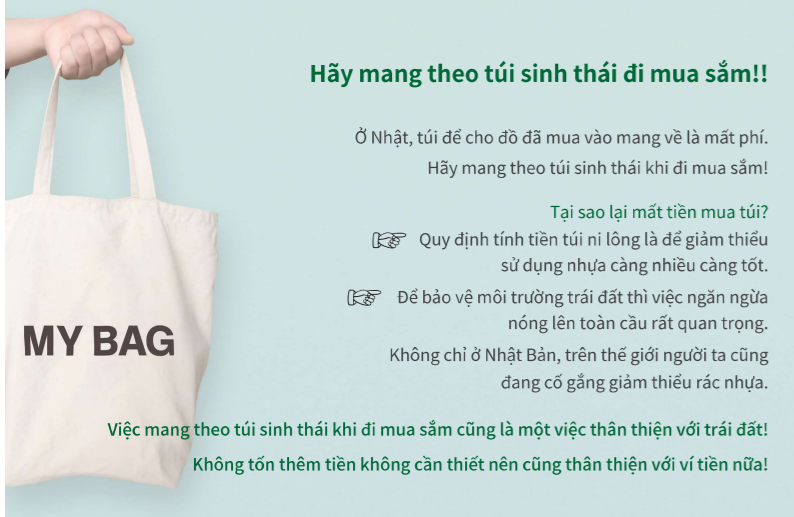 Hãy mang theo túi sinh thái đi mua sắm!!
Ở Nhật, túi để cho đồ đã mua vào mang về là mất phí.
Hãy mang theo túi sinh thái khi đi mua sắm!
Tại sao lại mất tiền mua túi?
Quy định tính tiền túi ni lông là để giảm thiểu
sử dụng nhựa càng nhiều càng tốt.
Để bảo vệ môi trường trái đất thì việc ngăn ngừa
nóng lên toàn cầu rất quan trọng.
MY BAG
Không chỉ ở Nhật Bản, trên thế giới người ta cũng
đang cố gắng giảm thiểu rác nhựa.
Việc mang theo túi sinh thái khi đi mua sắm cũng là một việc thân thiện với trái đất!
Không tốn thêm tiền không cần thiết nên cũng thân thiện với ví tiền nữa!